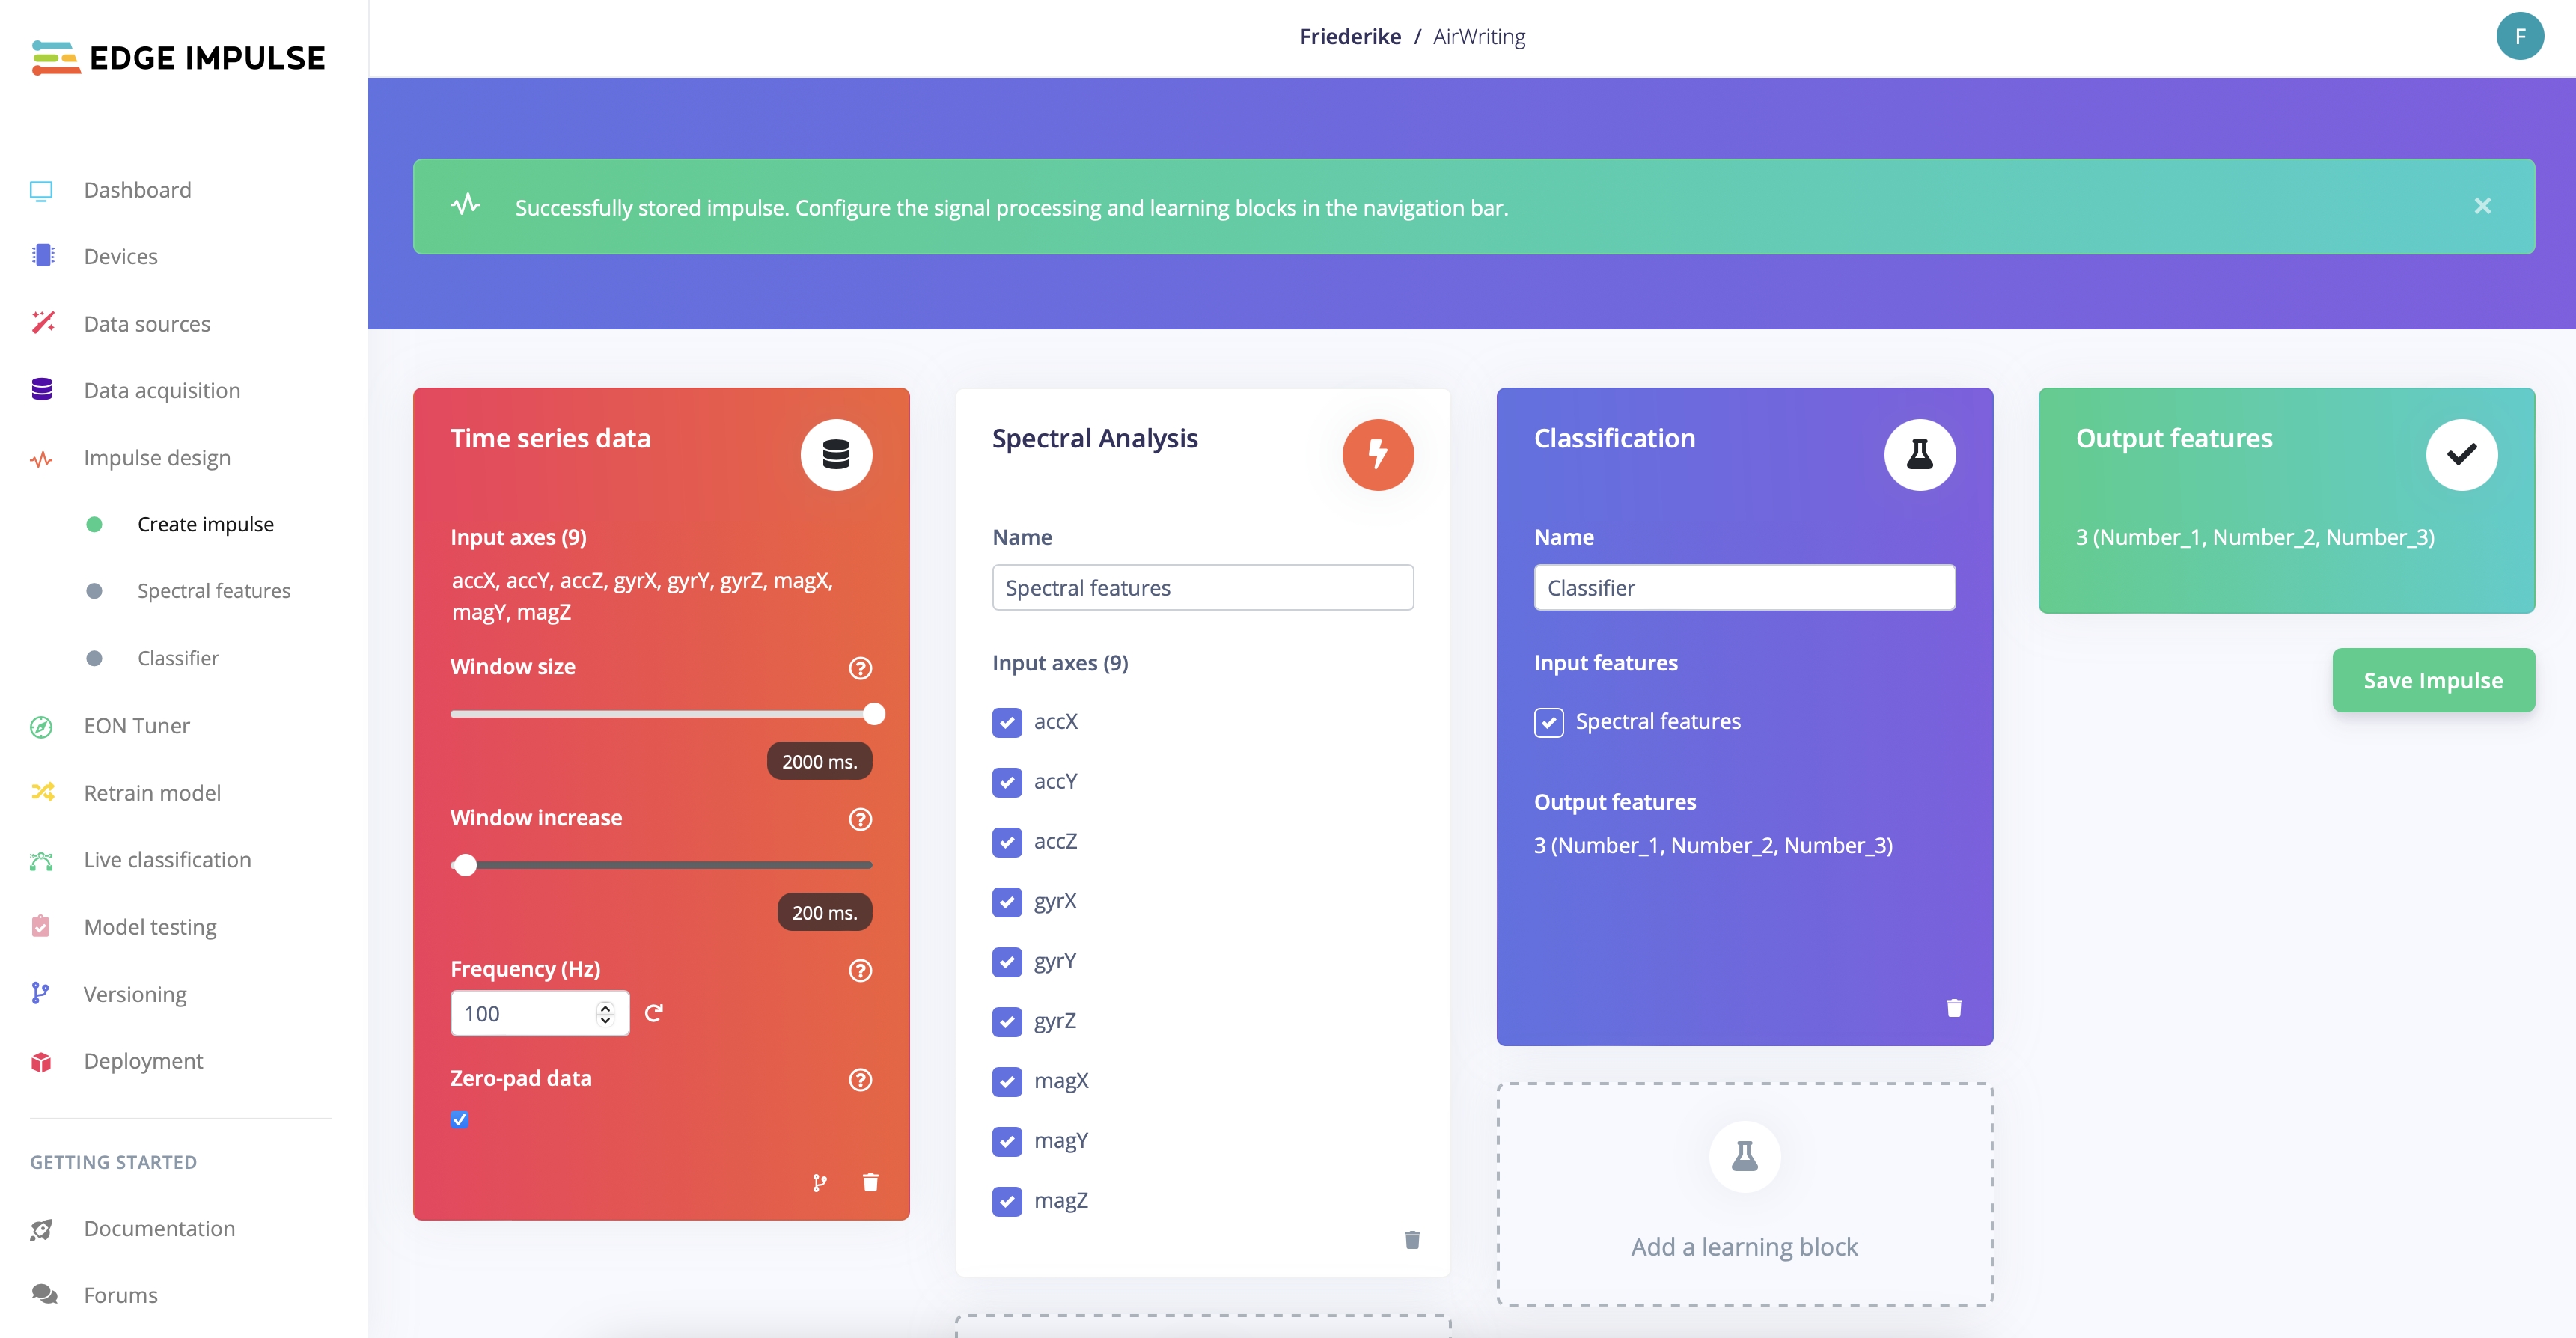 EDGE IMPULSE
Dashboard
Devices
Data sources
Data acquisition
Impulse design
Create impulse
Spectral features
Classifier
EON Tuner
Retrain model
Live classification
Model testing
Versioning
Deployment
GETTING STARTED
Documentation
Forums
Friederike / AirWriting
F
Successfully stored impulse. Configure the signal processing and learning blocks in the navigation bar.
×
Time series data
Input axes (9)
accX, accY, accZ, gyrX, gyrY, gyrZ, magX,
magY, magZ
Window size
?
2000 ms.
Window increase
?
200 ms.
Frequency (Hz)
?
100
Zero-pad data
?
Spectral Analysis
Name
Spectral features
Input axes (9)
accX
accY
accZ
gyrX
gyrY
gyrZ
magX
magY
magZ
Classification
Name
Classifier
Input features
Spectral features
Output features
3 (Number_1, Number_2, Number_3)
Add a learning block
Output features
3 (Number_1, Number_2, Number_3)
Save Impulse